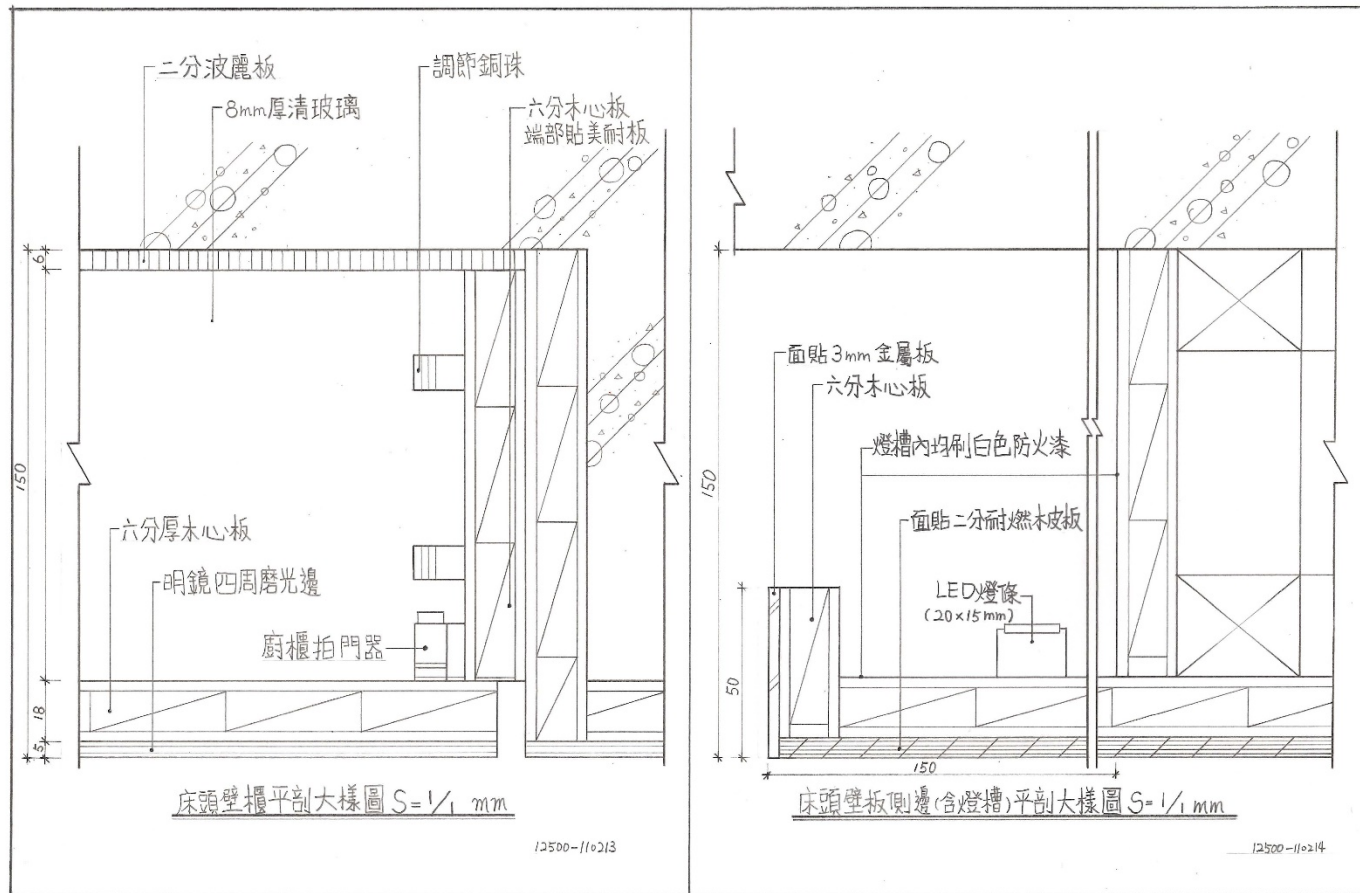 二分波麗板
調節銅珠
8mm厚清玻璃
六分木心板
端部貼美耐板
6
150
18
5
六分厚木心板
明鏡四周磨光邊
廚櫃拍門器
床頭壁櫃平剖大樣圖 S=1/1 mm
12500-110213
面貼3mm金屬板
六分木心板
燈槽內均刷白色防火漆
150
面貼二分耐燃木皮板
LED燈條
(20×15mm)
50
150
床頭壁板側邊(含燈槽)平剖大樣圖 S=1/1 mm
12500-110214